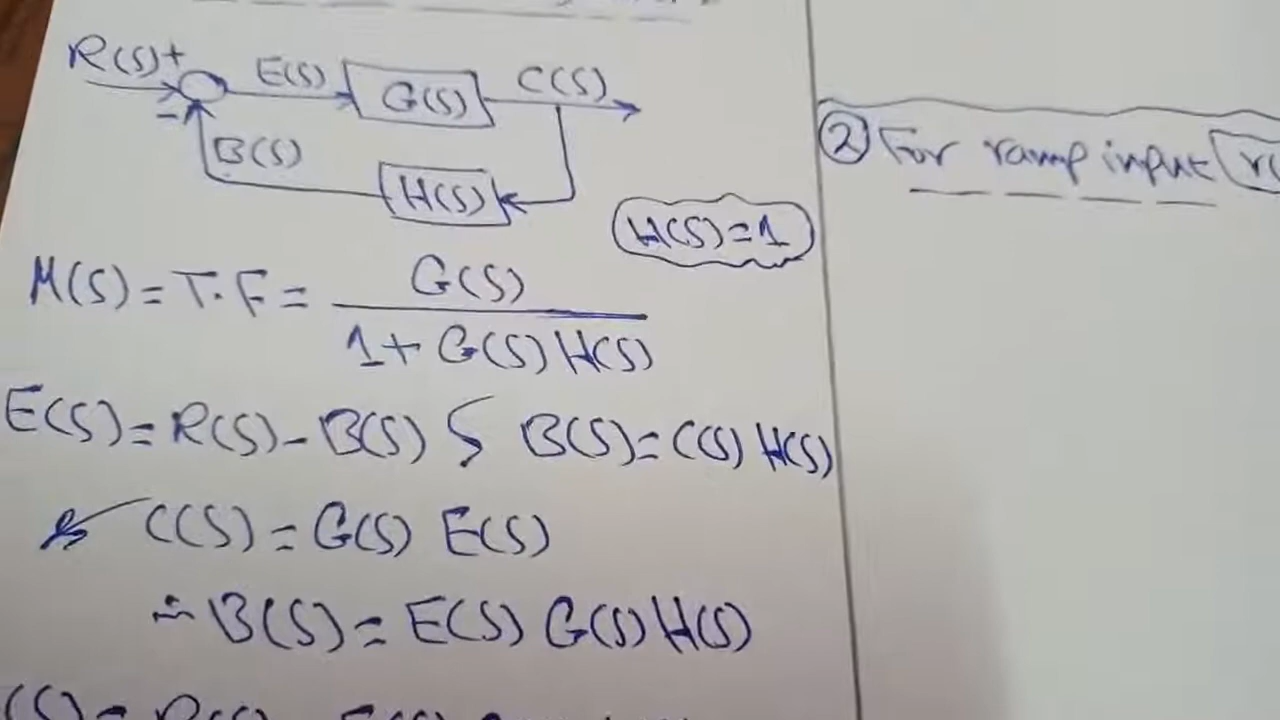 R(S) +
E(S)
G(S)
C(S)
-
B(S)
H(S)
H(S)=1
M(S) = T.F = G(S)
1+ G(S) H(S)
E(S) = R(S) - B(S) , B(S) = C(S) H(S)
C(S) = G(S) E(S)
∴ B(S) = E(S) G(S) H(S)
② For ramp input